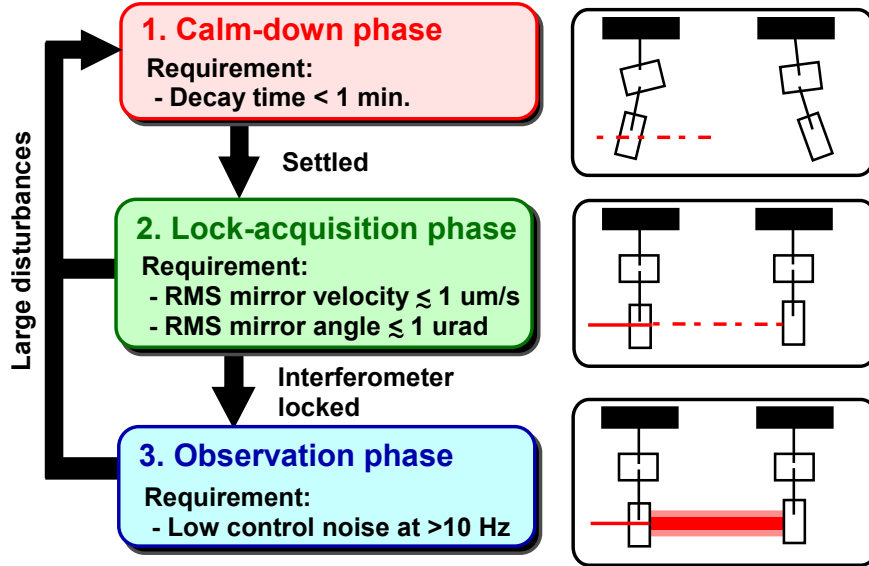 1. Calm-down phase
Requirement:
- Decay time < 1 min.
Settled
Large disturbances
2. Lock-acquisition phase
Requirement:
- RMS mirror velocity ≲ 1 um/s
- RMS mirror angle ≲ 1 urad
Interferometer
locked
3. Observation phase
Requirement:
- Low control noise at >10 Hz